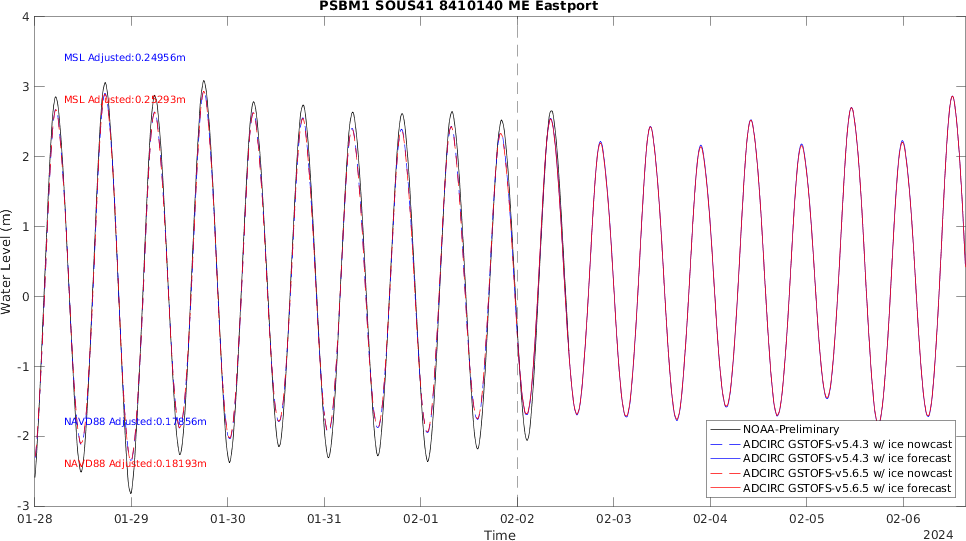 PSBM1 SOUS41 8410140 ME Eastport
4
3
2
1
0
-1
-2
-3
Water Level (m)
MSL Adjusted:0.24956m
MSL Adjusted:0.25293m
NAVD88 Adjusted:0.17856m
NAVD88 Adjusted:0.18193m
NOAA-Preliminary
ADCIRC GSTOFS-v5.4.3 w/ ice nowcast
ADCIRC GSTOFS-v5.4.3 w/ ice forecast
ADCIRC GSTOFS-v5.6.5 w/ ice nowcast
ADCIRC GSTOFS-v5.6.5 w/ ice forecast
01-28 01-29 01-30 01-31 02-01 02-02 02-03 02-04 02-05 02-06
Time
2024